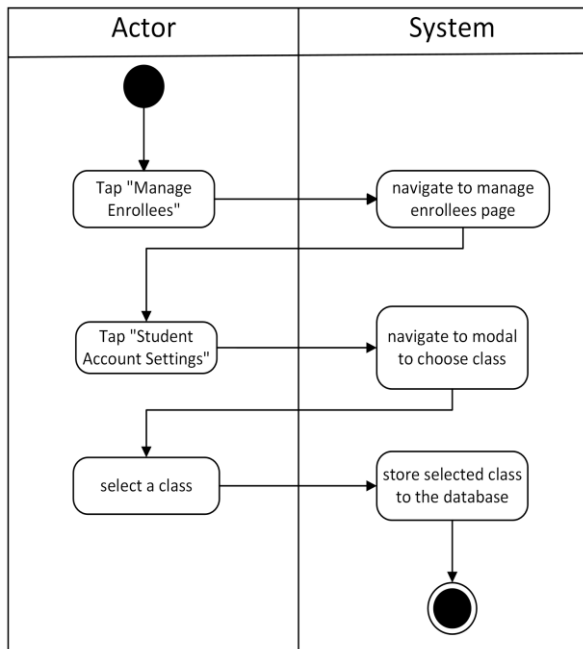 Actor
System
Tap "Manage
Enrollees"
navigate to manage
enrollees page
Tap "Student
Account Settings"
navigate to modal
to choose class
select a class
store selected class
to the database